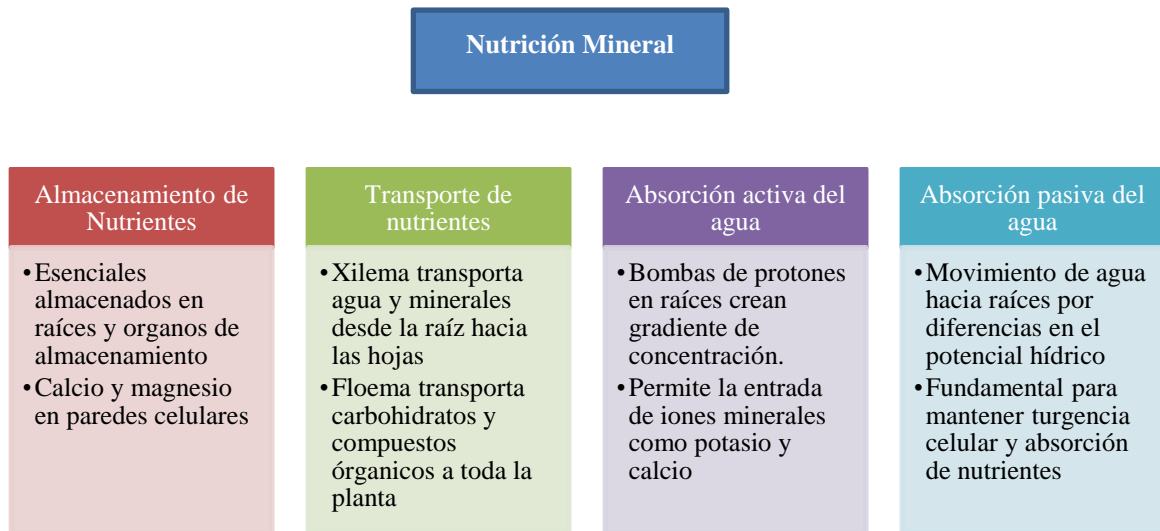 Nutrición Mineral
Almacenamiento de
Nutrientes
•Esenciales
almacenados en
raíces y organos de
almacenamiento
•Calcio y magnesio
en paredes celulares
Transporte de
nutrientes
•Xilema transporta
agua y minerales
desde la raíz hacia
las hojas
•Floema transporta
carbohidratos y
compuestos
órganicos a toda la
planta
Absorción activa del
agua
•Bombas de protones
en raíces crean
gradiente de
concentración.
•Permite la entrada
de iones minerales
como potasio y
calcio
Absorción pasiva del
agua
•Movimiento de agua
hacia raíces por
diferencias en el
potencial hídrico
•Fundamental para
mantener turgencia
celular y absorción
de nutrientes